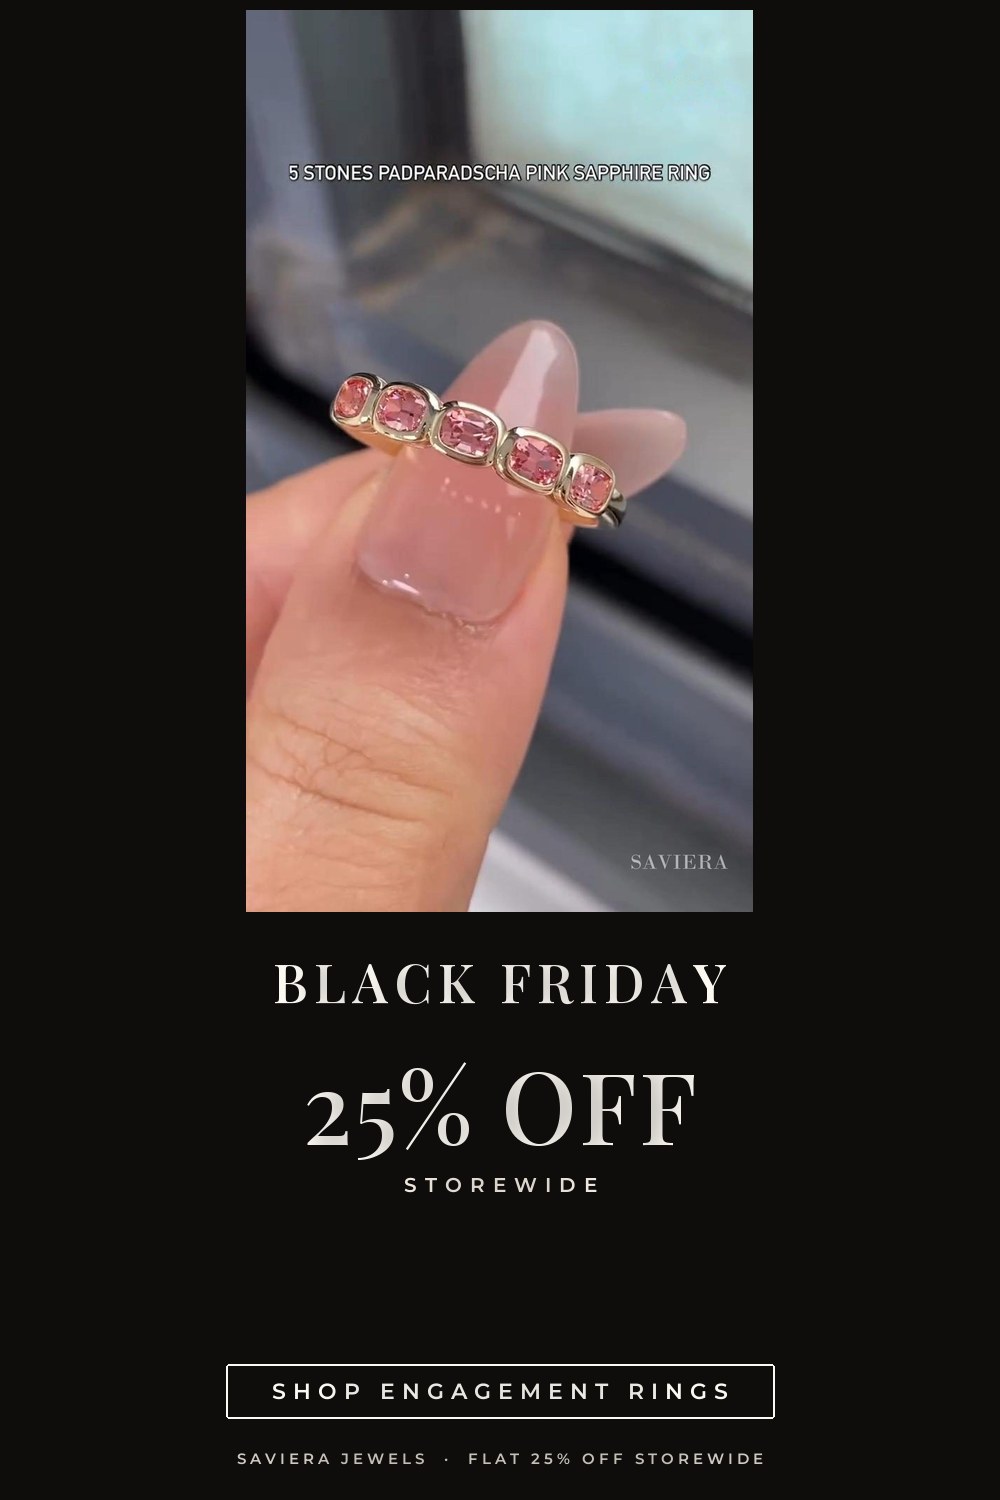 5 STONES PADPARADSCHA PINK SAPPHIRE RING
SAVIERA
BLACK FRIDAY
25% OFF
STOREWIDE
SHOP ENGAGEMENT RINGS
SAVIERA JEWELS · FLAT 25% OFF STOREWIDE